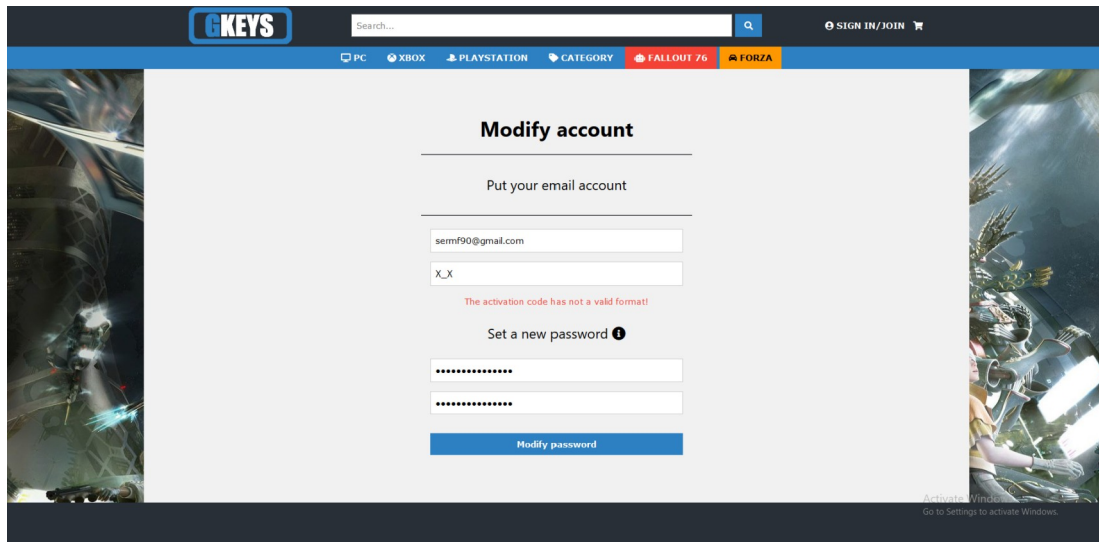 GKEYS
Search...
SIGN IN/JOIN
PC XBOX PLAYSTATION CATEGORY FALLOUT 76 FORZA
Modify account
Put your email account
sermf90@gmail.com
X_X
The activation code has not a valid format!
Set a new password
•••••••••••••••
•••••••••••••••
Modify password
Activate Windows
Go to Settings to activate Windows.